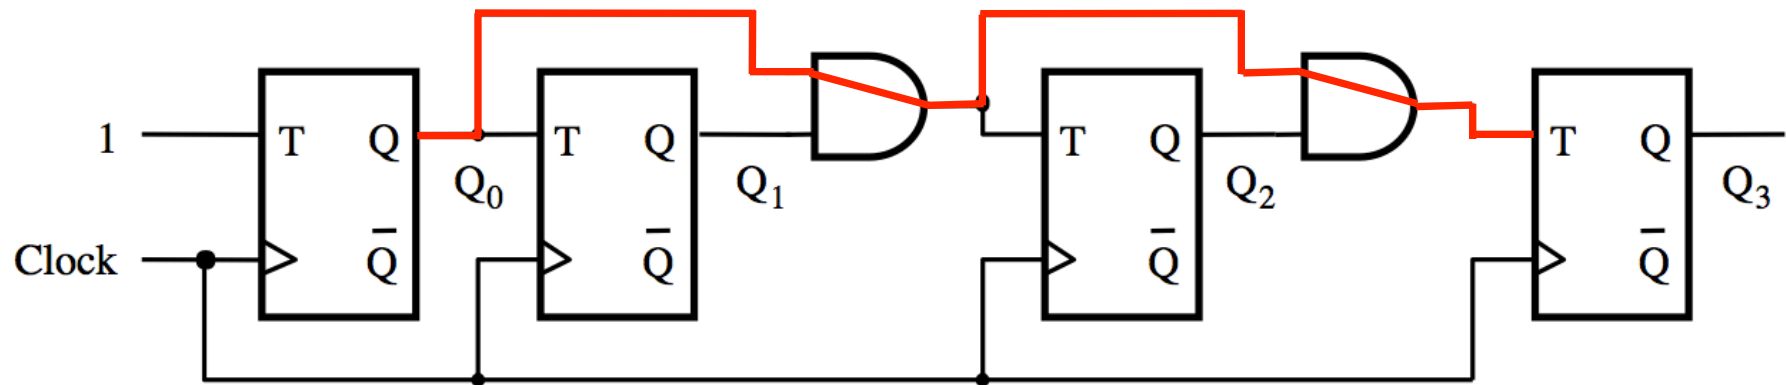 1 T Q T Q T Q T Q
Q₀ Q₁ Q₂ Q₃
Clock Q̅ Q̅ Q̅ Q̅